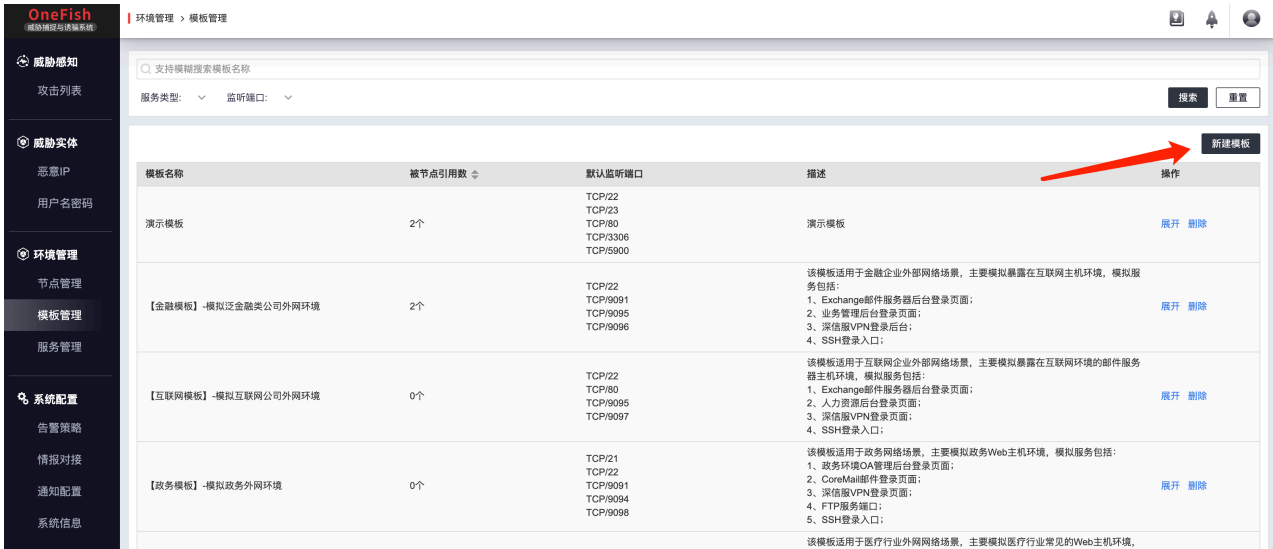 OneFish
威胁捕捉与诱骗系统
环境管理 > 模板管理
威胁感知
攻击列表
威胁实体
恶意IP
用户名密码
环境管理
节点管理
模板管理
服务管理
系统配置
告警策略
情报对接
通知配置
系统信息
支持模糊搜索模板名称
服务类型: 监听端口: 搜索 重置
新建模板
模板名称 被节点引用数 默认监听端口 描述 操作
演示模板 2个
TCP/22
TCP/23
TCP/80
TCP/3306
TCP/5900
演示模板
展开 删除
【金融模板】-模拟泛金融类公司外网环境 2个
TCP/22
TCP/9091
TCP/9095
TCP/9096
该模板适用于金融企业外部网络场景，主要模拟暴露在互联网主机环境，模拟服
务包括：
1、Exchange邮件服务器后台登录页面；
2、业务管理后台登录页面；
3、深信服VPN登录后台；
4、SSH登录入口；
展开 删除
【互联网模板】-模拟互联网公司外网环境 0个
TCP/22
TCP/80
TCP/9095
TCP/9097
该模板适用于互联网企业外部网络场景，主要模拟暴露在互联网环境的邮件服务
器主机环境，模拟服务包括：
1、Exchange邮件服务器后台登录页面；
2、人力资源后台登录页面；
3、深信服VPN登录页面；
4、SSH登录入口；
展开 删除
【政务模板】-模拟政务外网环境 0个
TCP/21
TCP/22
TCP/9091
TCP/9094
TCP/9098
该模板适用于政务网络场景，主要模拟政务Web主机环境，模拟服务包括：
1、政务环境OA管理后台登录页面；
2、CoreMail邮件登录页面；
3、深信服VPN登录页面；
4、FTP服务端口；
5、SSH登录入口；
展开 删除
该模板适用于医疗行业外网网络场景，主要模拟医疗行业常见的Web主机环境，